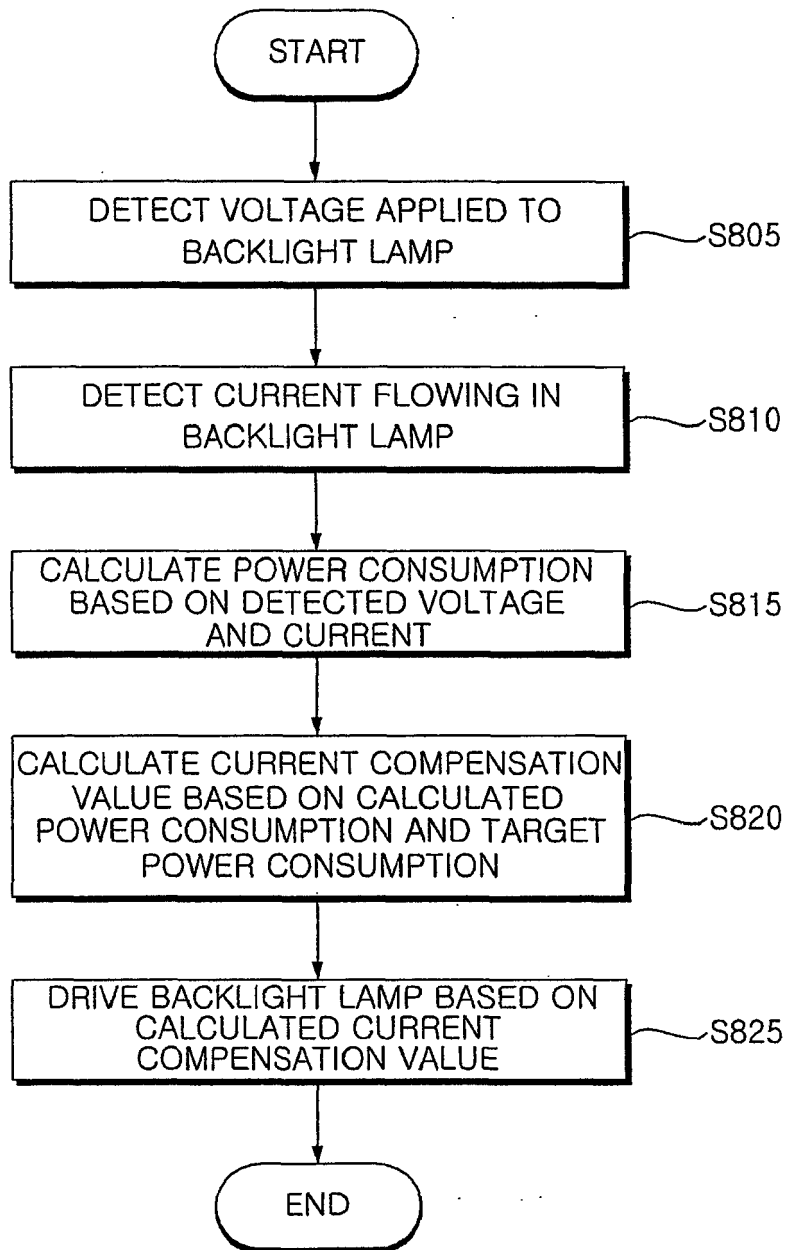 START
DETECT VOLTAGE APPLIED TO
BACKLIGHT LAMP
S805
DETECT CURRENT FLOWING IN
BACKLIGHT LAMP
S810
CALCULATE POWER CONSUMPTION
BASED ON DETECTED VOLTAGE
AND CURRENT
S815
CALCULATE CURRENT COMPENSATION
VALUE BASED ON CALCULATED
POWER CONSUMPTION AND TARGET
POWER CONSUMPTION
S820
DRIVE BACKLIGHT LAMP BASED ON
CALCULATED CURRENT
COMPENSATION VALUE
S825
END